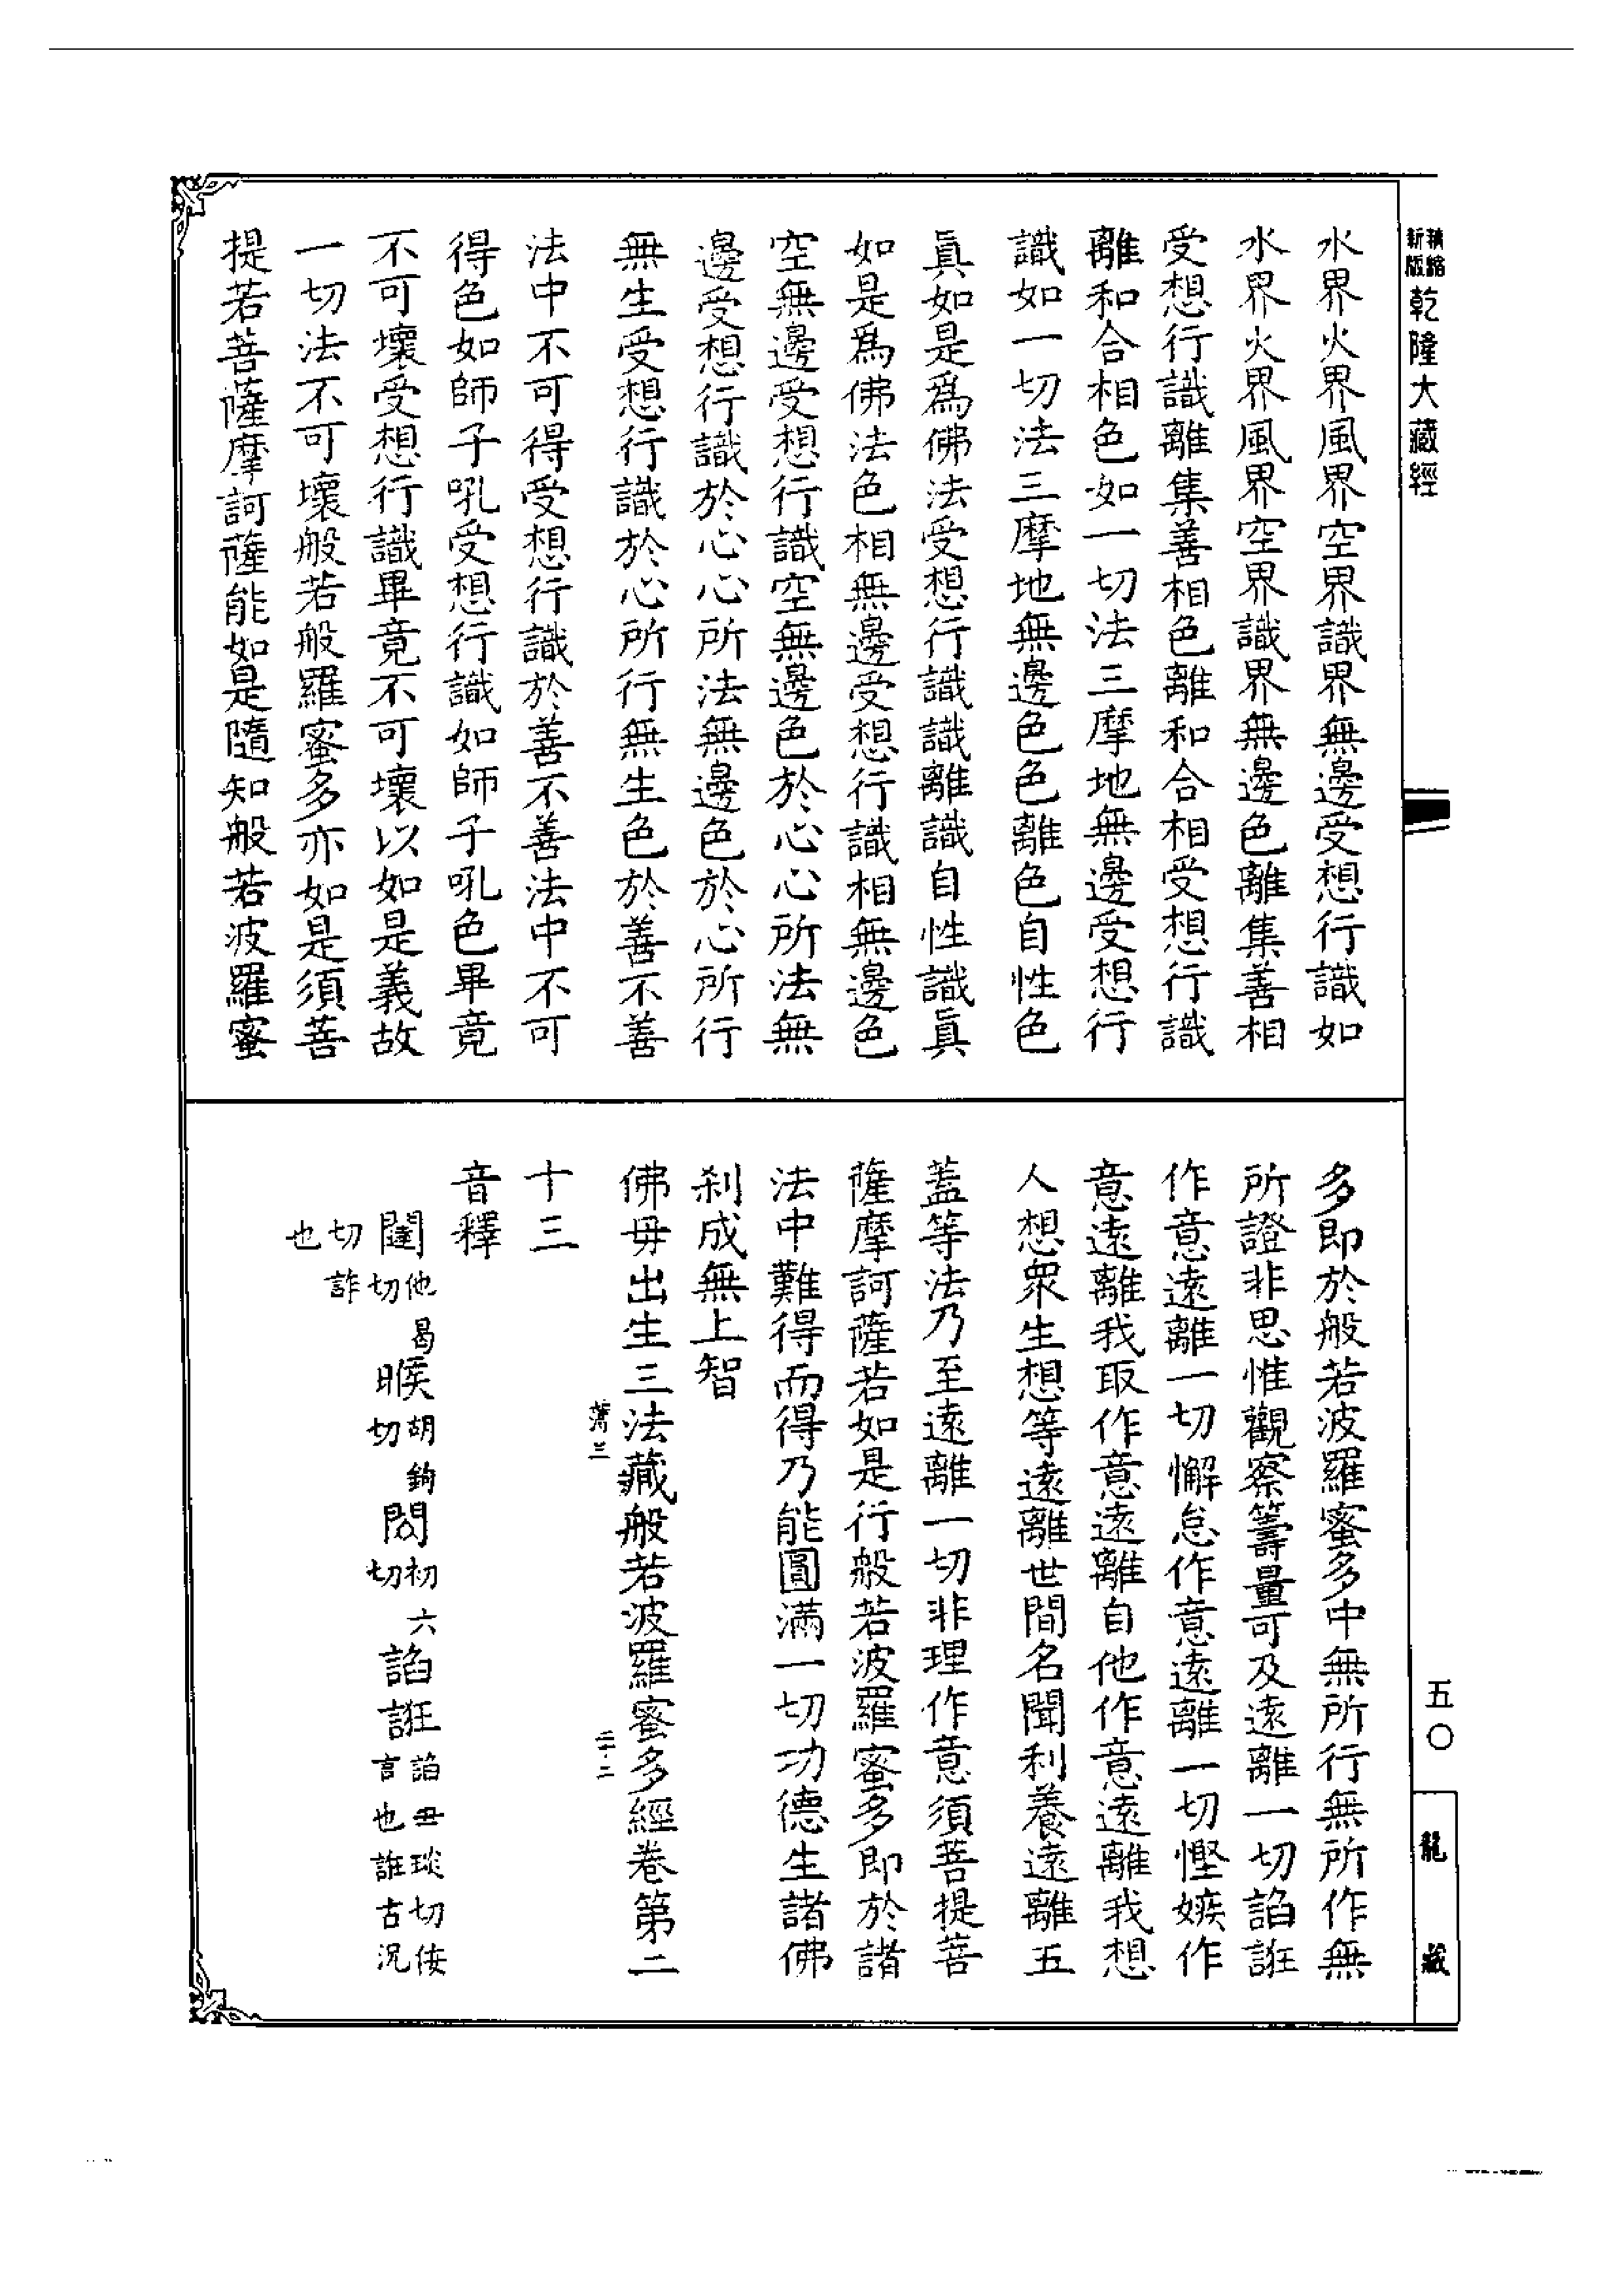 精縮新版乾隆大藏經
水界火界風界空界識界無邊受想行識如
水界火界風界空界識界無邊色離集善相
受想行識離集善相色離和合相受想行識
離和合相色如一切法三摩地無邊受想行
識如一切法三摩地無邊色色離色自性色
眞如是爲佛法受想行識識離識自性識眞
如是爲佛法色相無邊受想行識相無邊色
空無邊受想行識空無邊色於心心所法無
邊受想行識於心心所法無邊色於心所行
無生受想行識於心所行無生色於善不善
法中不可得受想行識於善不善法中不可
得色如師子吼受想行識如師子吼色畢竟
不可壞受想行識畢竟不可壞以如是義故
一切法不可壞般若般羅蜜多亦如是須菩
提若菩薩摩訶薩能如是隨知般若波羅蜜
多即於般若波羅蜜多中無所行無所作無
所證非思惟觀察籌量可及遠離一切諂誑
作意遠離一切懈怠作意遠離一切慳嫉作
意遠離我取作意遠離自他作意遠離我想
人想眾生想等遠離世間名聞利養遠離五
蓋等法乃至遠離一切非理作意須菩提菩
薩摩訶薩若如是行般若波羅蜜多即於諸
法中難得而得乃能圓滿一切功德生諸佛
刹成無上智
佛毋出生三法藏般若波羅蜜多經卷第二
十三
音釋
闥他曷切 睺胡鉤切 閦初六切 諂誑諂丑琰切佞言也誑古況
切詐也
五〇
龍藏